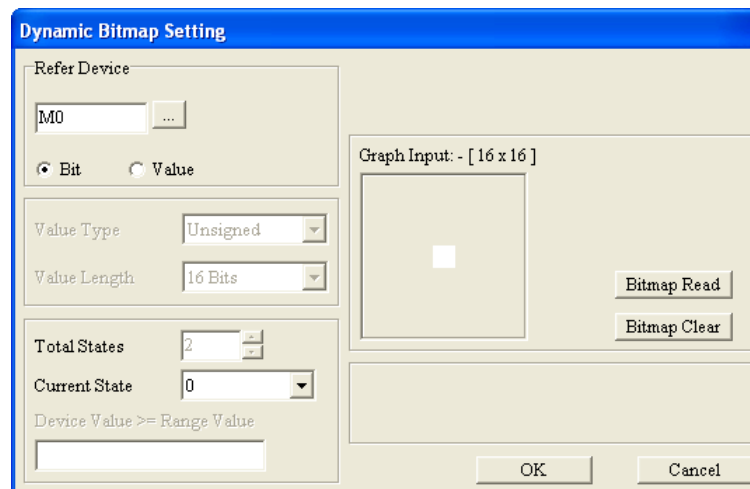 Dynamic Bitmap Setting
Refer Device
M0
...
Bit
Value
Value Type
Unsigned
Value Length
16 Bits
Total States
2
Current State
0
Device Value >= Range Value
Graph Input: - [ 16 x 16 ]
Bitmap Read
Bitmap Clear
OK
Cancel